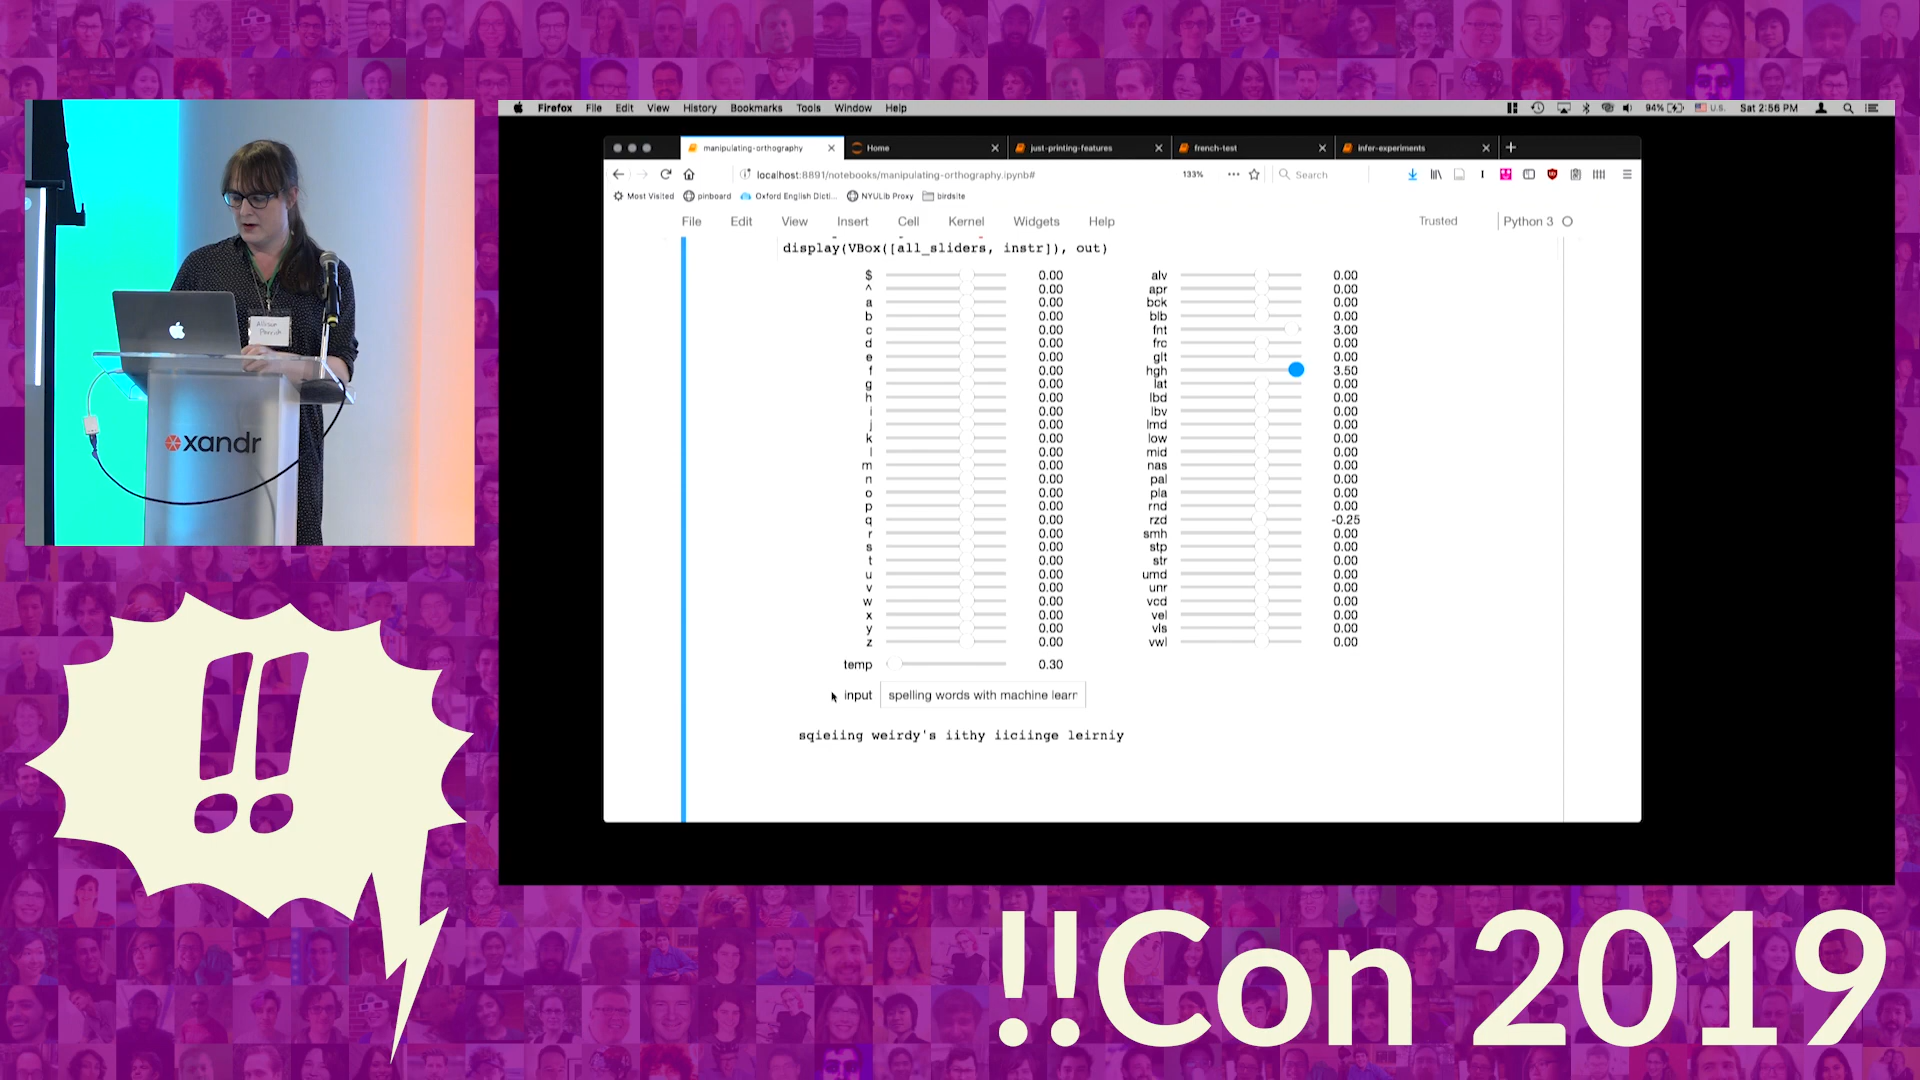 Firefox File Edit View History Bookmarks Tools Window Help
94% U.S. Sat 2:56 PM
manipulating-orthography
Home
just-printing-features
french-test
infer-experiments
localhost:8891/notebooks/manipulating-orthography.ipynb#
133%
Search
Most Visited pinboard Oxford English Dicti... NYULib Proxy birdsite
File Edit View Insert Cell Kernel Widgets Help
Trusted
Python 3
display(VBox([all_sliders, instr]), out)
$ 0.00 alv 0.00
^ 0.00 apr 0.00
a 0.00 bck 0.00
b 0.00 blb 0.00
c 0.00 fnt 3.00
d 0.00 frc 0.00
e 0.00 glt 0.00
f 0.00 hgh 3.50
g 0.00 lat 0.00
h 0.00 lbd 0.00
i 0.00 lbv 0.00
j 0.00 lmd 0.00
k 0.00 low 0.00
l 0.00 mid 0.00
m 0.00 nas 0.00
n 0.00 pal 0.00
o 0.00 pla 0.00
p 0.00 rnd 0.00
q 0.00 rzd -0.25
r 0.00 smh 0.00
s 0.00 stp 0.00
t 0.00 str 0.00
u 0.00 umd 0.00
v 0.00 unr 0.00
w 0.00 vcd 0.00
x 0.00 vel 0.00
y 0.00 vls 0.00
z 0.00 vwl 0.00
temp 0.30
input spelling words with machine learn
sqieiing weirdy's iithy iiciinge leirniy
Allison
Parrish
xandr
!!
!!Con 2019